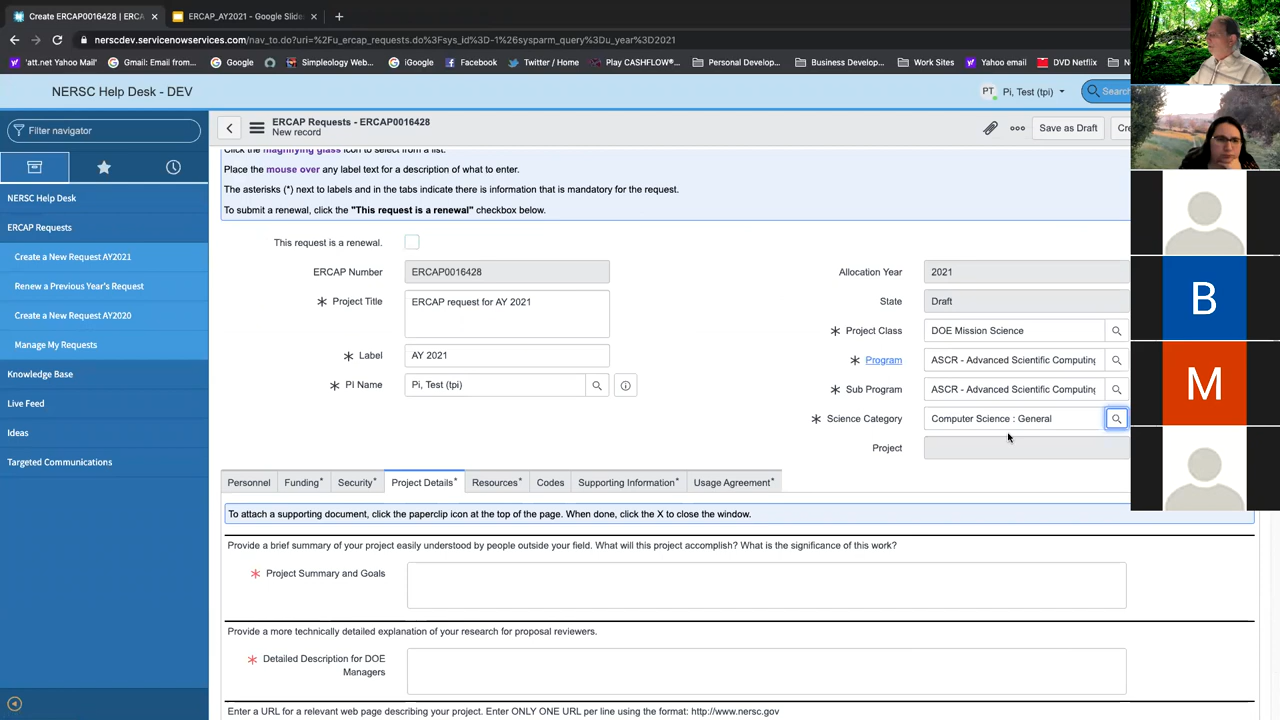 Create ERCAP0016428 | ERCA
ERCAP_AY2021 - Google Slides
nerscdev.servicenowservices.com/nav_to.do?uri=%2Fu_ercap_requests.do%3Fsys_id%3D-1%26sysparm_query%3Du_year%3D2021
'att.net Yahoo Mail'
Gmail: Email from...
Google
Simpleology Work...
iGoogle
Facebook
Twitter / Home
Play CASHFLOW®...
Personal Develop...
Business Develop...
Work Sites
Yahoo email
DVD Netflix
NERSC Help Desk - DEV
PT
Pi, Test (tpi)
Search
Filter navigator
ERCAP Requests - ERCAP0016428
New record
Save as Draft
Cre
NERSC Help Desk
ERCAP Requests
Create a New Request AY2021
Renew a Previous Year's Request
Create a New Request AY2020
Manage My Requests
Knowledge Base
Live Feed
Ideas
Targeted Communications
Click the magnifying glass icon to select from a list.
Place the mouse over any label text for a description of what to enter.
The asterisks (*) next to labels and in the tabs indicate there is information that is mandatory for the request.
To submit a renewal, click the "This request is a renewal" checkbox below.
This request is a renewal.
ERCAP Number ERCAP0016428
Project Title ERCAP request for AY 2021
Label AY 2021
PI Name Pi, Test (tpi)
Allocation Year 2021
State Draft
Project Class DOE Mission Science
Program ASCR - Advanced Scientific Computing
Sub Program ASCR - Advanced Scientific Computing
Science Category Computer Science : General
Project
Personnel
Funding*
Security*
Project Details*
Resources*
Codes
Supporting Information*
Usage Agreement*
To attach a supporting document, click the paperclip icon at the top of the page. When done, click the X to close the window.
Provide a brief summary of your project easily understood by people outside your field. What will this project accomplish? What is the significance of this work?
Project Summary and Goals
Provide a more technically detailed explanation of your research for proposal reviewers.
Detailed Description for DOE
Managers
Enter a URL for a relevant web page describing your project. Enter ONLY ONE URL per line using the format: http://www.nersc.gov
B
M